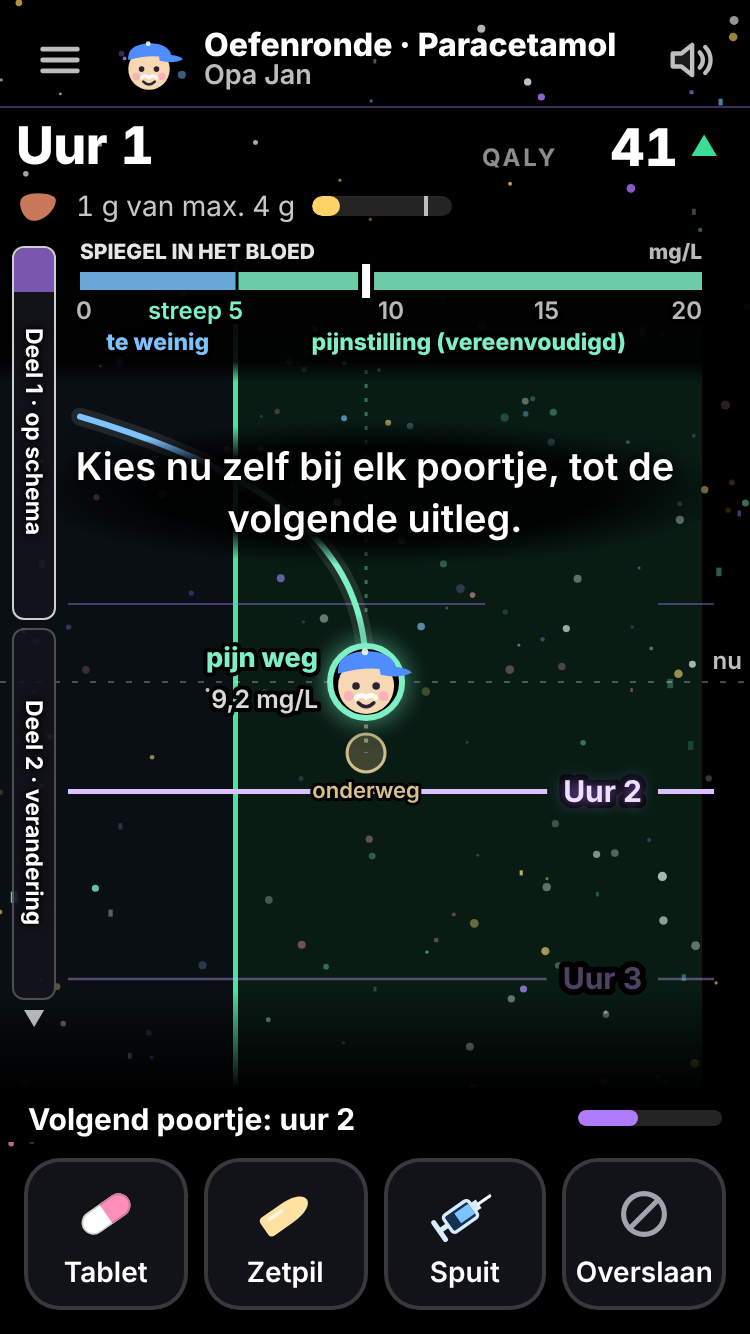 Oefenronde · Paracetamol
Opa Jan
Uur 1
QALY 41
1 g van max. 4 g
SPIEGEL IN HET BLOED mg/L
0 streep 5 10 15 20
te weinig pijnstilling (vereenvoudigd)
Deel 1 · op schema
Kies nu zelf bij elk poortje, tot de
volgende uitleg.
pijn weg
nu
9,2 mg/L
onderweg
Uur 2
Deel 2 · verandering
Uur 3
Volgend poortje: uur 2
Tablet Zetpil Spuit Overslaan